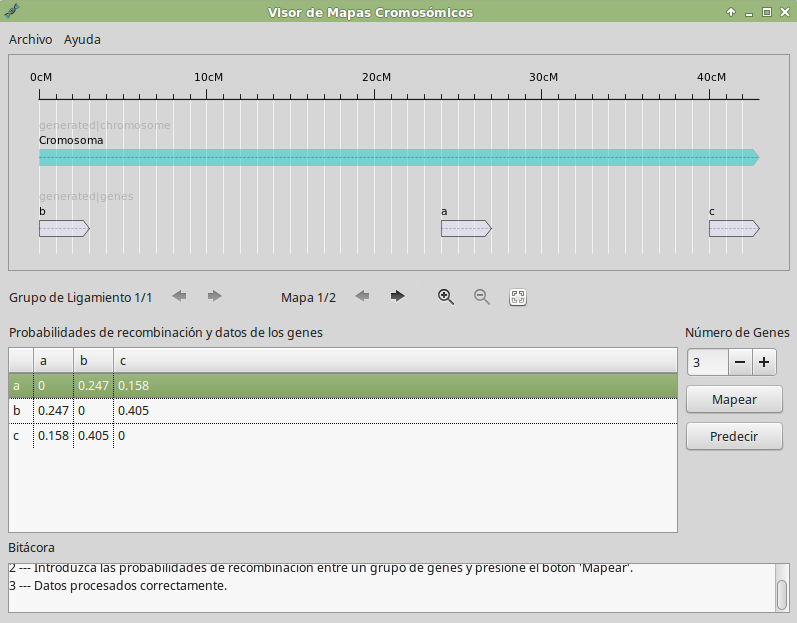 Visor de Mapas Cromosómicos
Archivo Ayuda
0cM 10cM 20cM 30cM 40cM
generated|chromosome
Cromosoma
generated|genes
b a c
Grupo de Ligamiento 1/1 Mapa 1/2
Probabilidades de recombinación y datos de los genes Número de Genes
a b c
3
a 0 0.247 0.158
Mapear
b 0.247 0 0.405
c 0.158 0.405 0
Predecir
Bitácora
2 --- Introduzca las probabilidades de recombinación entre un grupo de genes y presione el botón 'Mapear'.
3 --- Datos procesados correctamente.